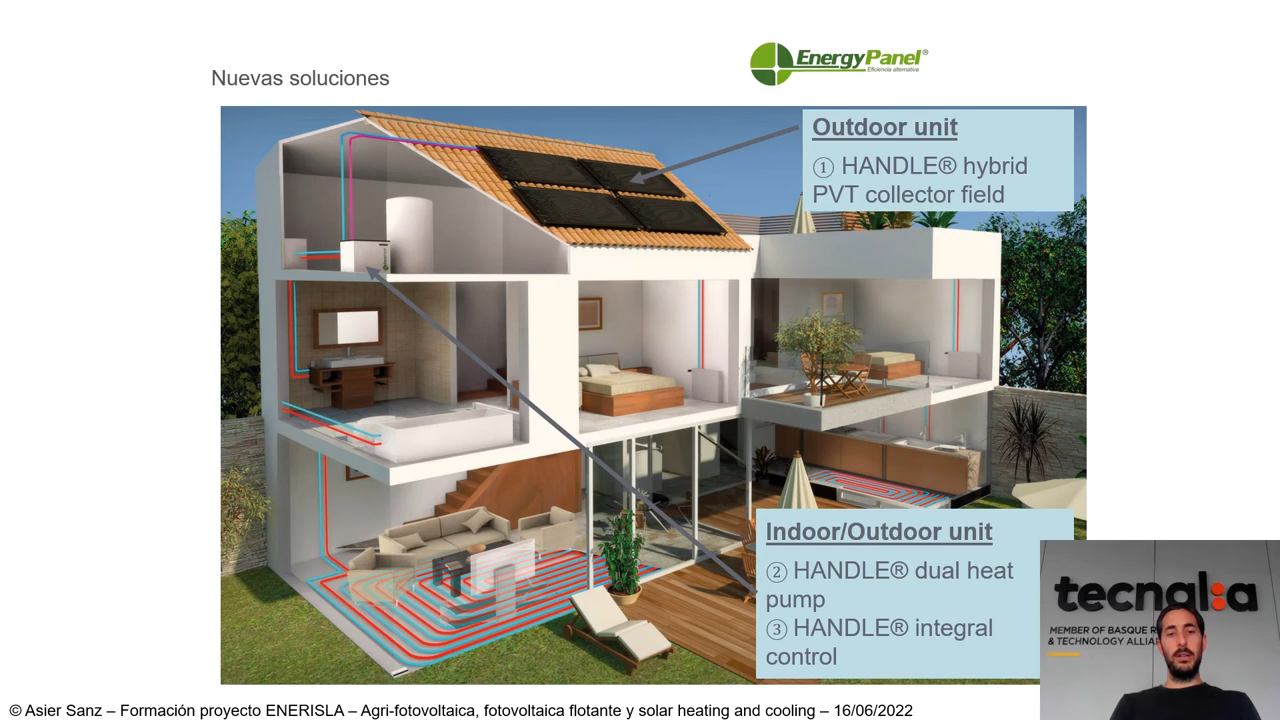 Nuevas soluciones
EnergyPanel®
Eficiencia alternativa
Outdoor unit
① HANDLE® hybrid
PVT collector field
Indoor/Outdoor unit
② HANDLE® dual heat
pump
③ HANDLE® integral
control
tecnal:a
MEMBER OF BASQUE
& TECHNOLOGY
© Asier Sanz – Formación proyecto ENERISLA – Agri-fotovoltaica, fotovoltaica flotante y solar heating and cooling – 16/06/2022